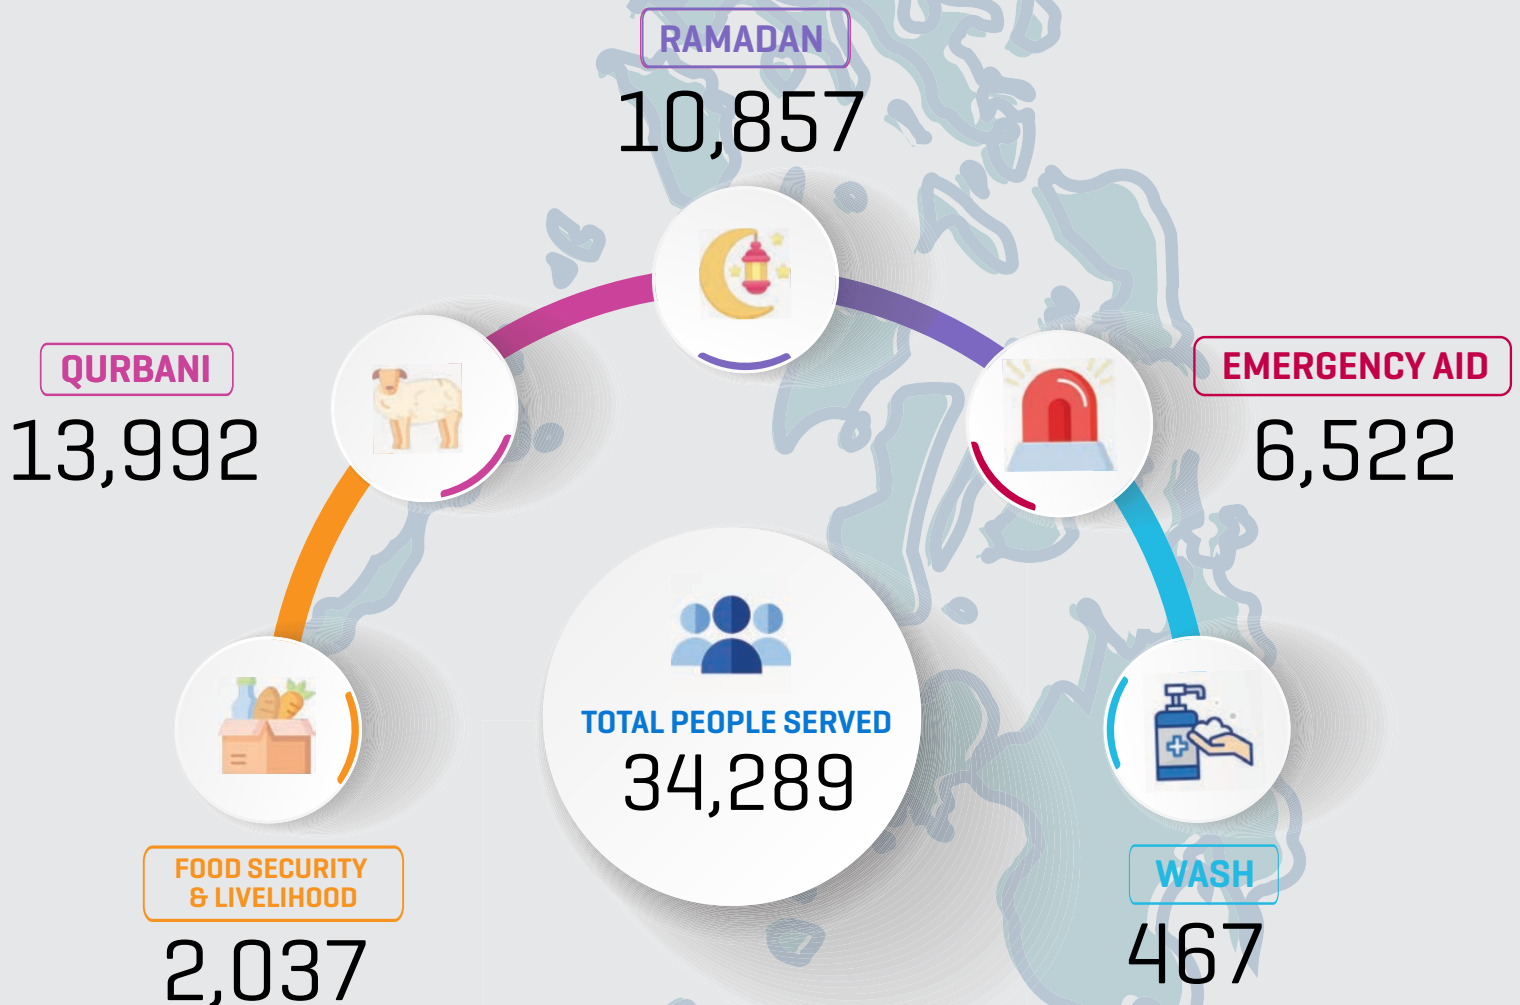 RAMADAN
10,857
QURBANI
13,992
EMERGENCY AID
6,522
TOTAL PEOPLE SERVED
34,289
FOOD SECURITY
& LIVELIHOOD
2,037
WASH
467